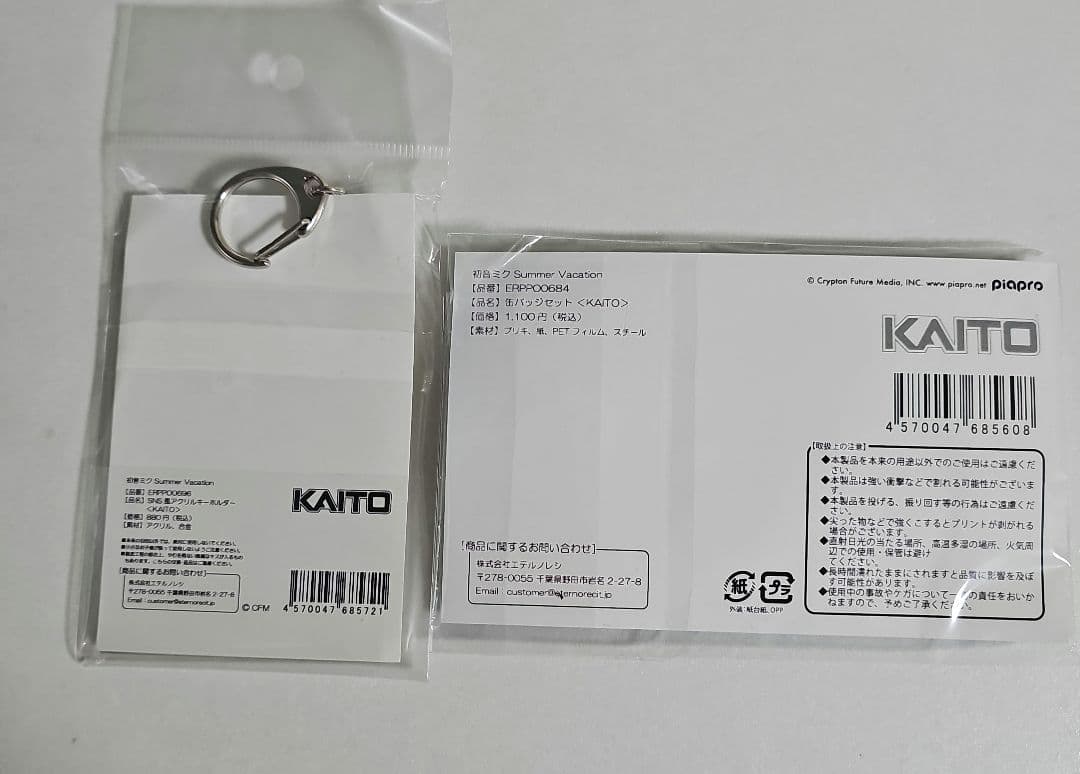 初音ミク Summer Vacation
【品番】ERPP00696
【品名】SNS風アクリルキーホルダー
<KAITO>
【価格】880円（税込）
【素材】アクリル、合金
KAITO
【商品に関するお問い合わせ】
株式会社エテルノレシ
〒278-0055 千葉県野田市岩名 2-27-8
Email : customer@eternorecit.jp
© CFM
4 570047 685721
初音ミク Summer Vacation
【品番】ERPP00684
【品名】缶バッジセット <KAITO>
【価格】1,100円（税込）
【素材】ブリキ、紙、PETフィルム、スチール
© Crypton Future Media, INC. www.piapro.net piapro
KAITO
4 570047 685608
【取扱上の注意】
◆本製品を本来の用途以外でのご使用はご遠慮くだ
さい。
◆本製品は強い衝撃などで割れる可能性がございま
す。
◆本製品を投げる、振り回す等の行為はご遠慮くだ
さい。
◆尖った物などで強くこするとプリントが剥がれる
場合がございます。
◆直射日光の当たる場所、高温多湿の場所、火気周
辺での使用・保管は避け
てください。
◆長時間濡れたままにされますと品質に影響を及ぼ
す可能性があります。
◆使用中の事故やケガについて一切の責任をおいか
ねますので、予めご了承ください。
【商品に関するお問い合わせ】
株式会社エテルノレシ
〒278-0055 千葉県野田市岩名 2-27-8
Email : customer@eternorecit.jp
紙 プラ
外装：紙台紙、OPP